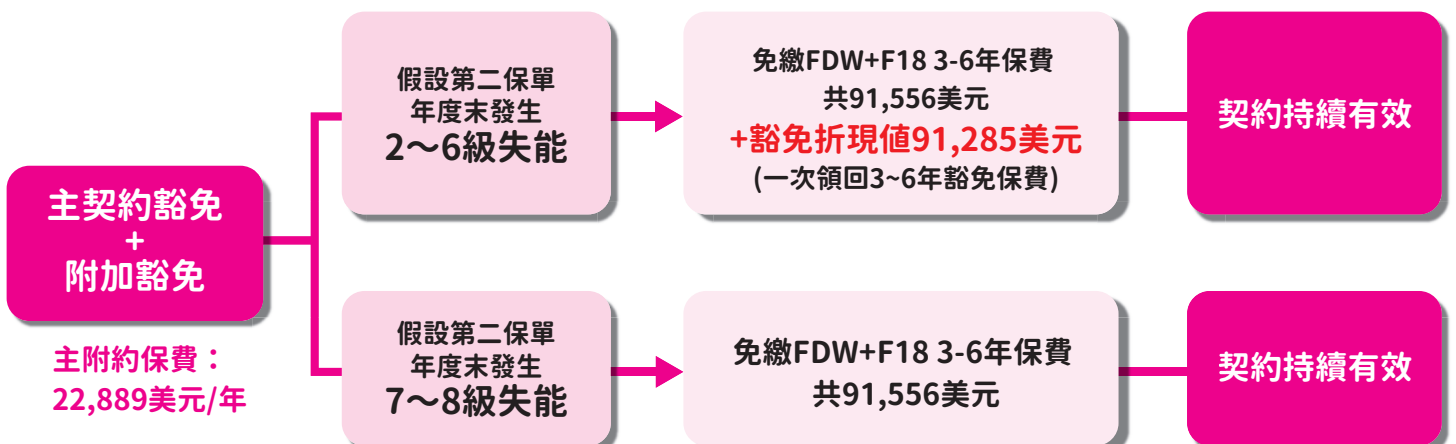 主契約豁免
+
附加豁免
主附約保費：
22,889美元/年
假設第二保單
年度末發生
2～6級失能
免繳FDW+F18 3-6年保費
共91,556美元
+豁免折現值91,285美元
(一次領回3~6年豁免保費)
契約持續有效
假設第二保單
年度末發生
7～8級失能
免繳FDW+F18 3-6年保費
共91,556美元
契約持續有效